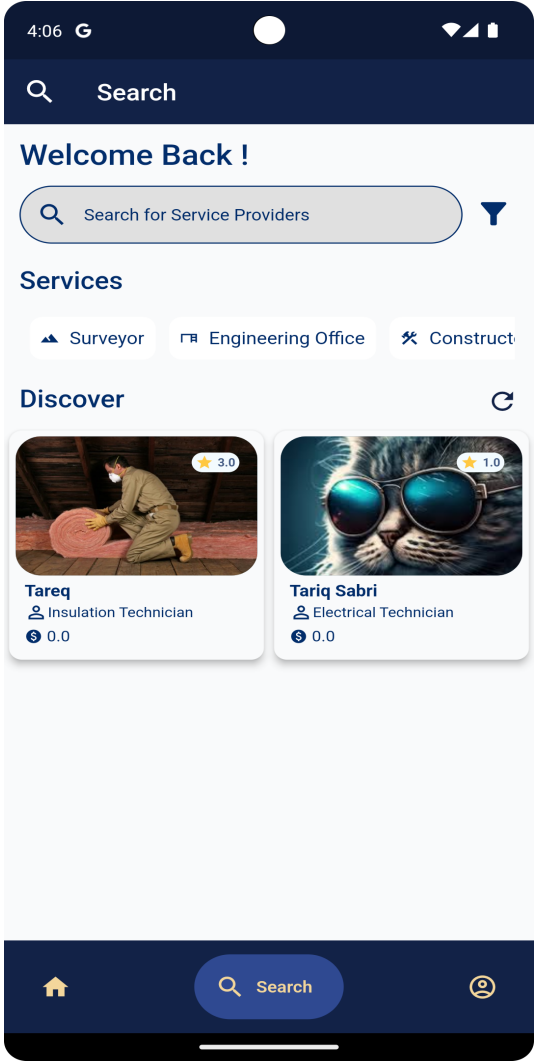 4:06 G
Search
Welcome Back !
Search for Service Providers
Services
Surveyor
Engineering Office
Construct
Discover
3.0
1.0
Tareq
Tariq Sabri
Insulation Technician
Electrical Technician
0.0
0.0
Search